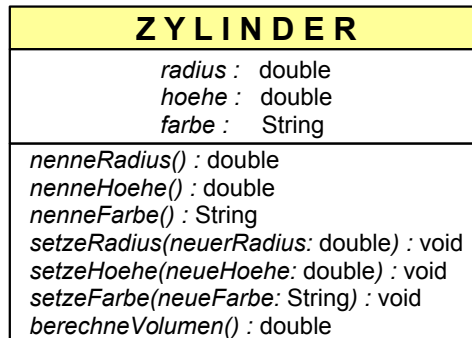 ZYLINDER
radius : double
hoehe : double
farbe : String
nenneRadius() : double
nenneHoehe() : double
nenneFarbe() : String
setzeRadius(neuerRadius: double) : void
setzeHoehe(neueHoehe: double) : void
setzeFarbe(neueFarbe: String) : void
berechneVolumen() : double